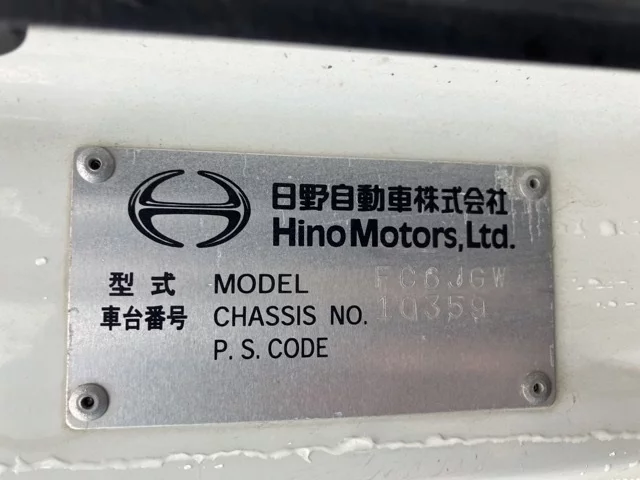 日野自動車株式会社
Hino Motors, Ltd.
型式 MODEL FC6JGW
車台番号 CHASSIS NO. 10359
P. S. CODE